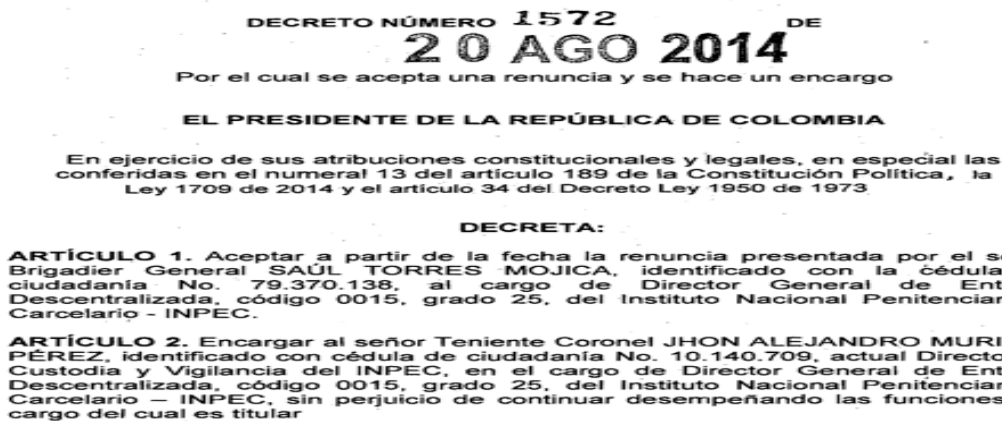 DECRETO NÚMERO 1572 DE
20 AGO 2014
Por el cual se acepta una renuncia y se hace un encargo
EL PRESIDENTE DE LA REPÚBLICA DE COLOMBIA
En ejercicio de sus atribuciones constitucionales y legales, en especial las
conferidas en el numeral 13 del artículo 189 de la Constitución Política, la
Ley 1709 de 2014 y el artículo 34 del Decreto Ley 1950 de 1973
DECRETA:
ARTÍCULO 1. Aceptar a partir de la fecha la renuncia presentada por el s
Brigadier General SAÚL TORRES MOJICA, identificado con la cédula
ciudadanía No. 79.370.138, al cargo de Director General de Ent
Descentralizada, código 0015, grado 25, del Instituto Nacional Penitenciar
Carcelario - INPEC.
ARTÍCULO 2. Encargar al señor Teniente Coronel JHON ALEJANDRO MURI
PÉREZ, identificado con cédula de ciudadanía No. 10.140.709, actual Directo
Custodia y Vigilancia del INPEC, en el cargo de Director General de Ent
Descentralizada, código 0015, grado 25, del Instituto Nacional Penitenciar
Carcelario – INPEC, sin perjuicio de continuar desempeñando las funciones
cargo del cual es titular